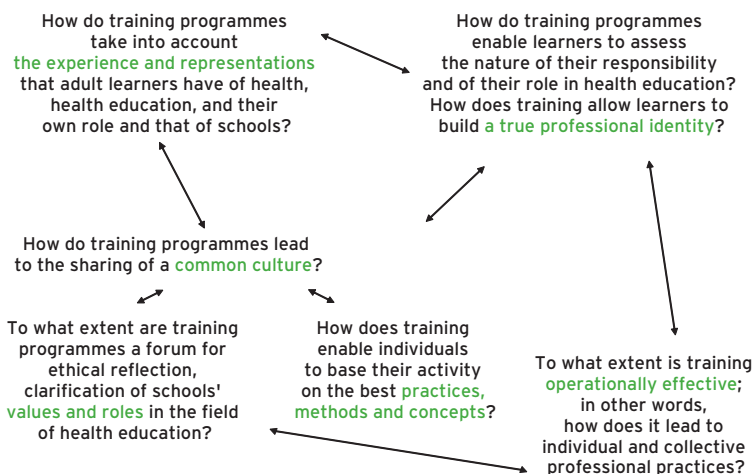 How do training programmes
take into account
the experience and representations
that adult learners have of health,
health education, and their
own role and that of schools?
How do training programmes
enable learners to assess
the nature of their responsibility
and of their role in health education?
How does training allow learners to
build a true professional identity?
How do training programmes lead
to the sharing of a common culture?
To what extent are training
programmes a forum for
ethical reflection,
clarification of schools'
values and roles in the field
of health education?
How does training
enable individuals
to base their activity
on the best practices,
methods and concepts?
To what extent is training
operationally effective;
in other words,
how does it lead to
individual and collective
professional practices?